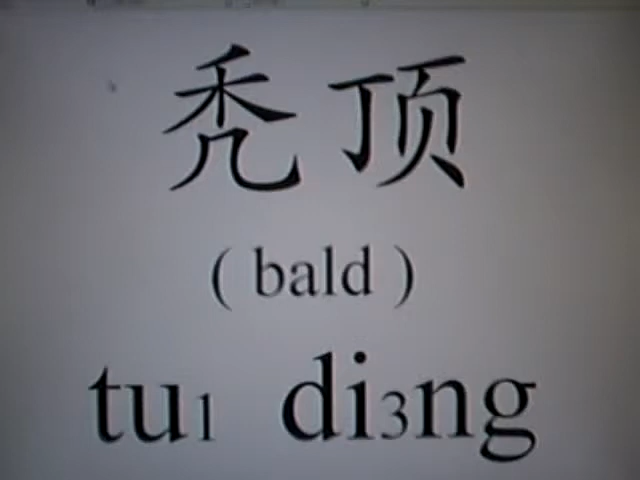 秃顶
( bald )
tu1 di3ng